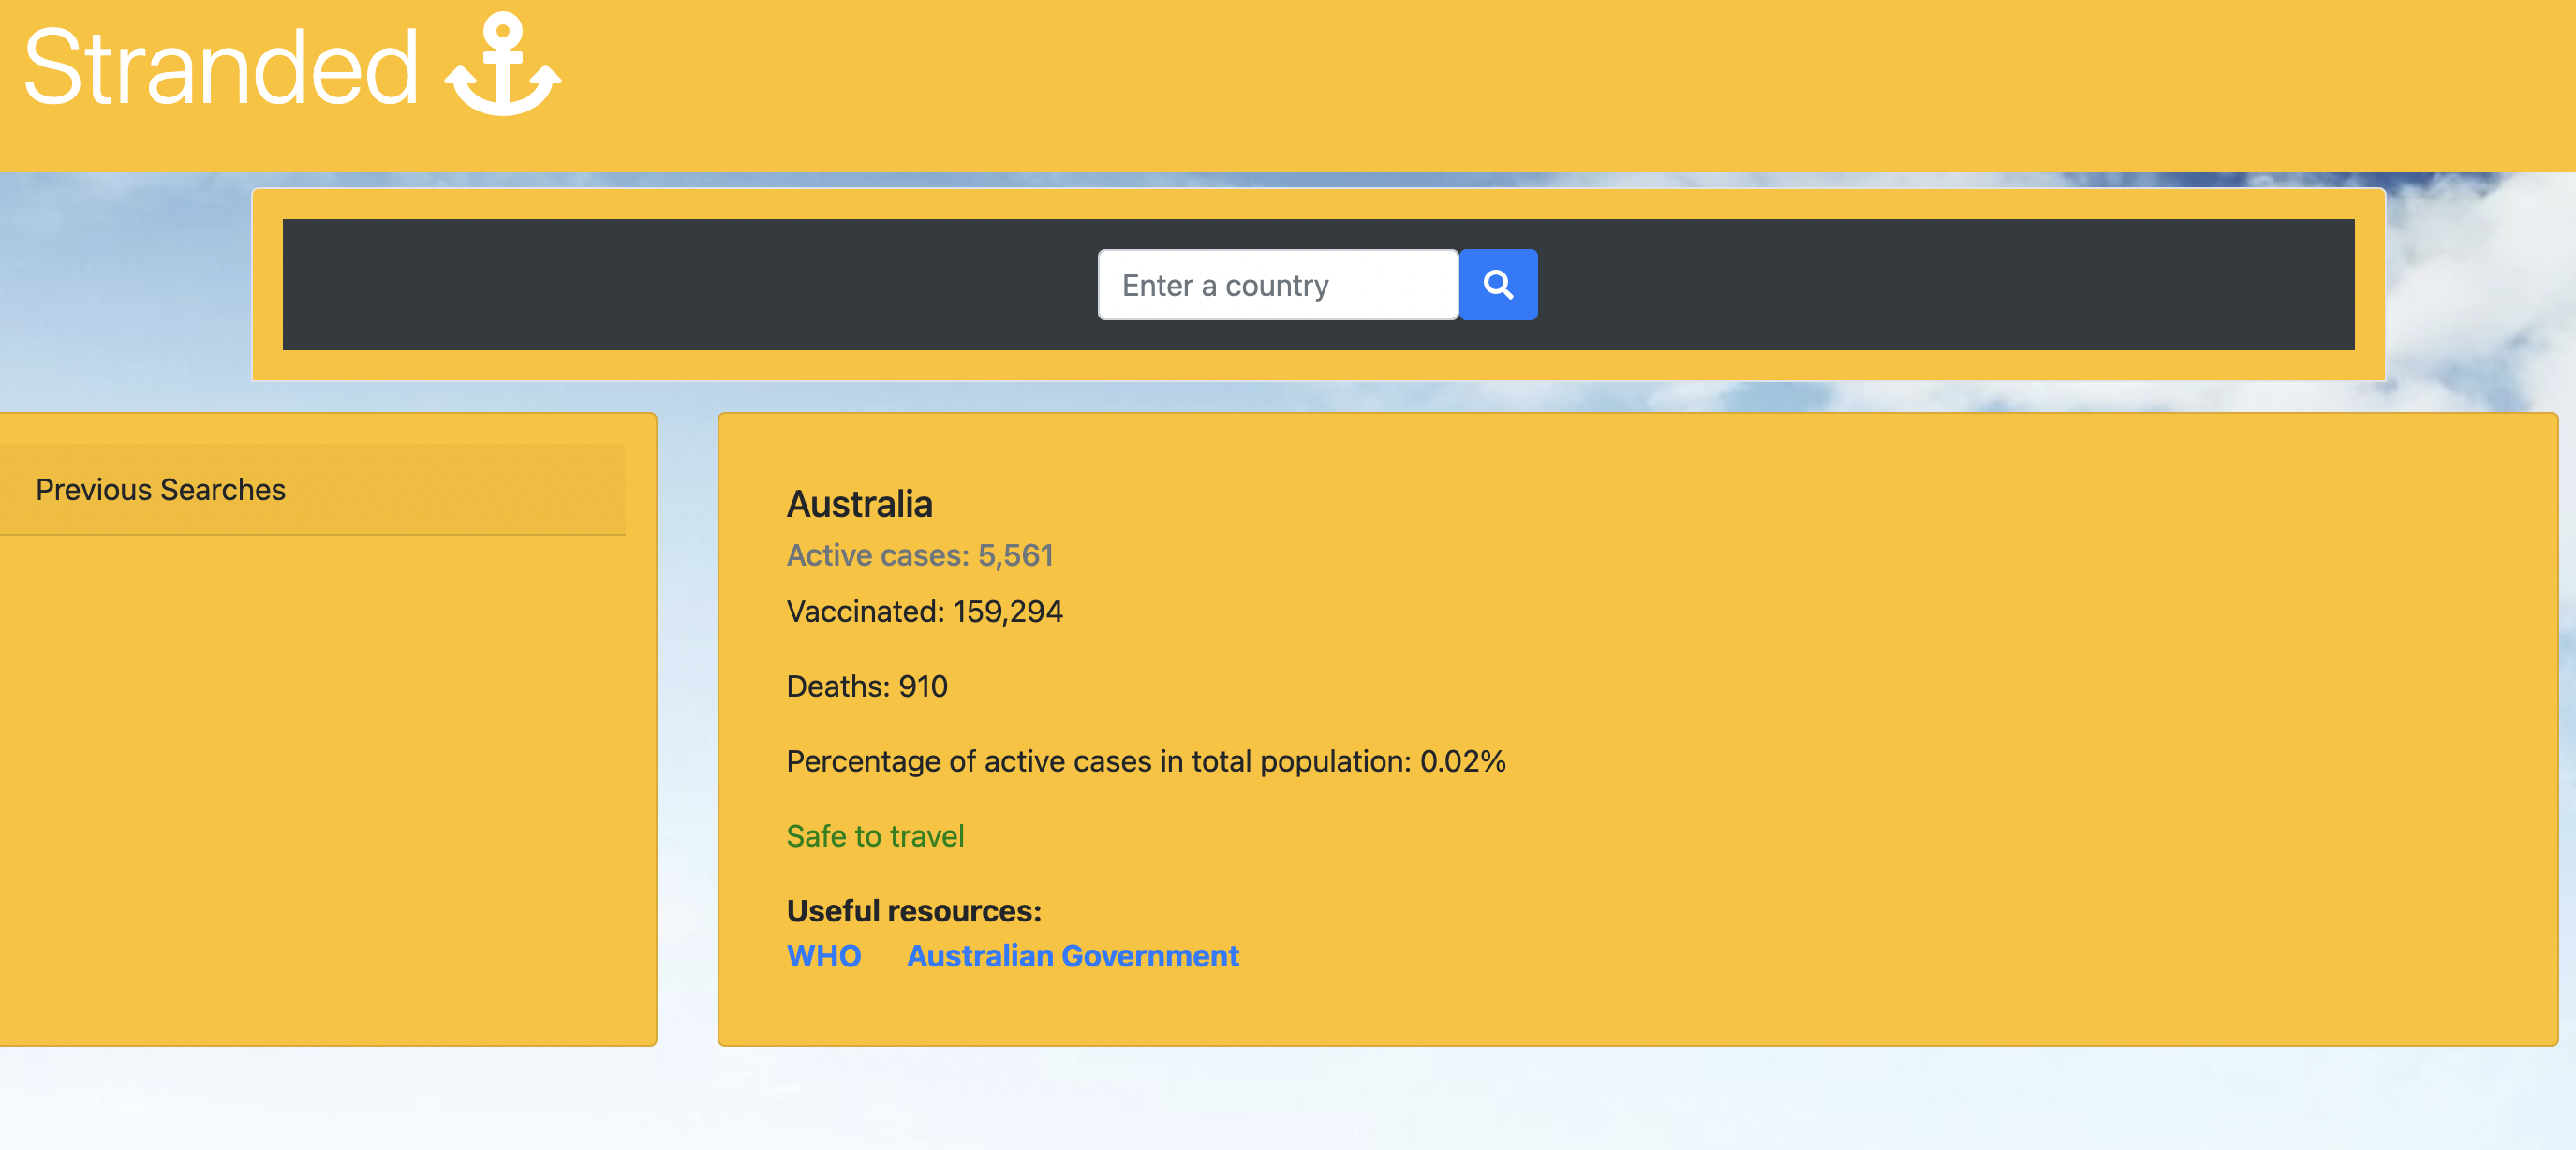 Stranded
Enter a country
Previous Searches
Australia
Active cases: 5,561
Vaccinated: 159,294
Deaths: 910
Percentage of active cases in total population: 0.02%
Safe to travel
Useful resources:
WHO Australian Government